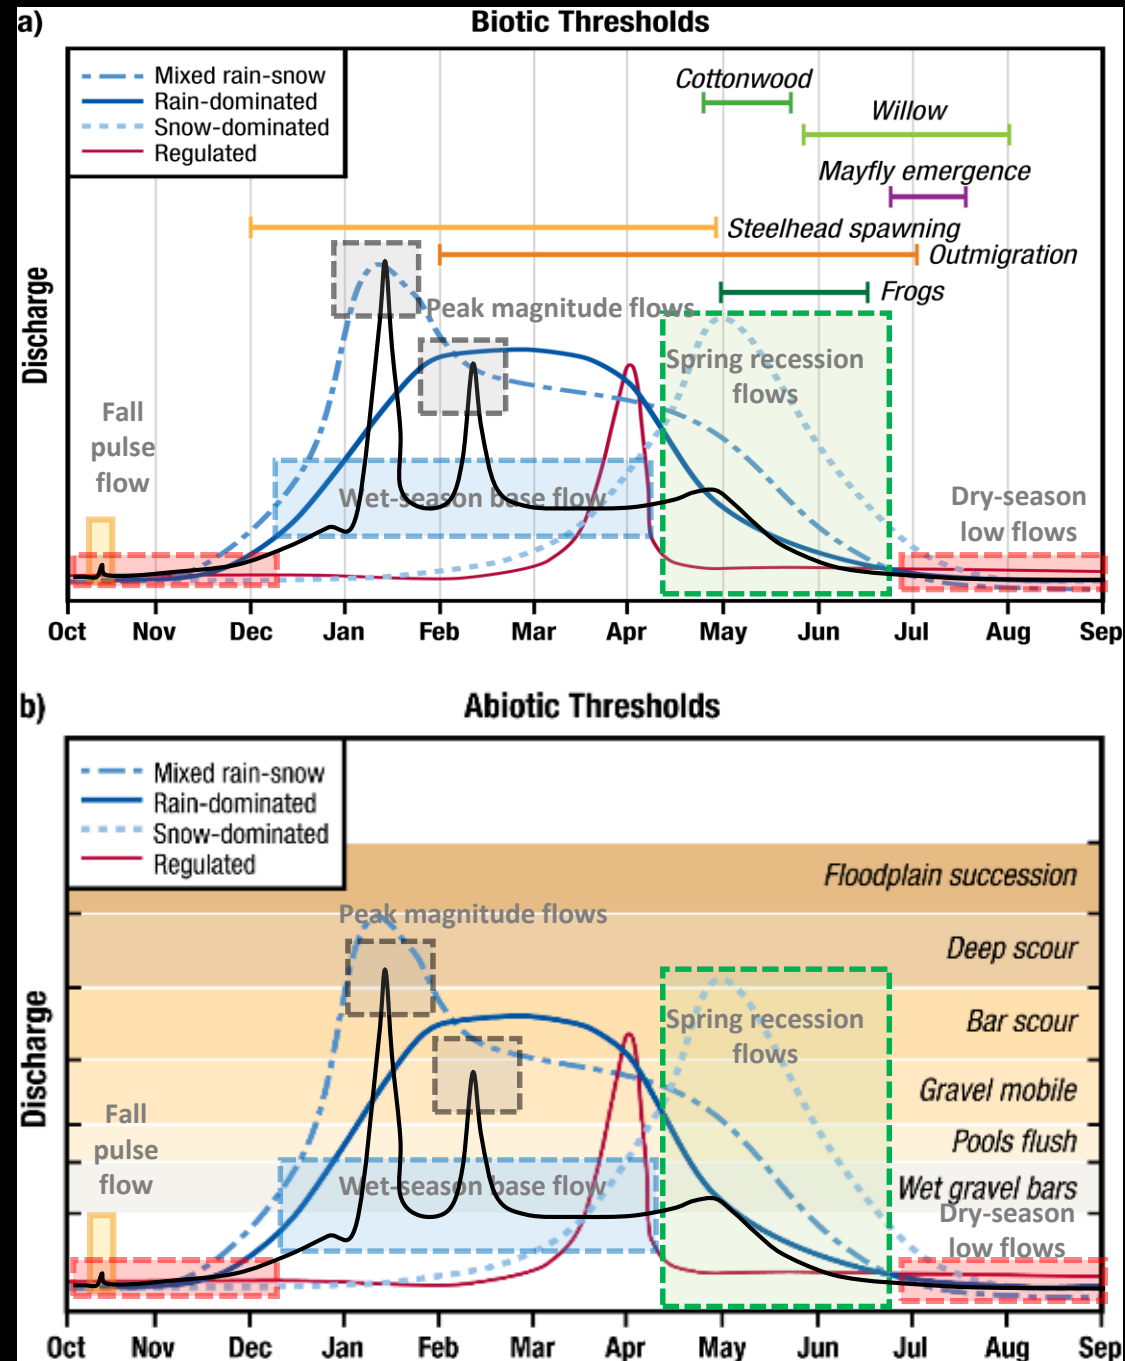 a)
Biotic Thresholds
Mixed rain-snow
Rain-dominated
Snow-dominated
Regulated
Cottonwood
Willow
Mayfly emergence
Steelhead spawning
Outmigration
Frogs
Peak magnitude flows
Spring recession
flows
Fall
pulse
flow
Wet-season base flow
Dry-season
low flows
Discharge
Oct Nov Dec Jan Feb Mar Apr May Jun Jul Aug Sep
b)
Abiotic Thresholds
Mixed rain-snow
Rain-dominated
Snow-dominated
Regulated
Floodplain succession
Peak magnitude flows
Deep scour
Spring recession
flows
Bar scour
Gravel mobile
Fall
pulse
flow
Pools flush
Wet-season base flow
Wet gravel bars
Dry-season
low flows
Discharge
Oct Nov Dec Jan Feb Mar Apr May Jun Jul Aug Sep